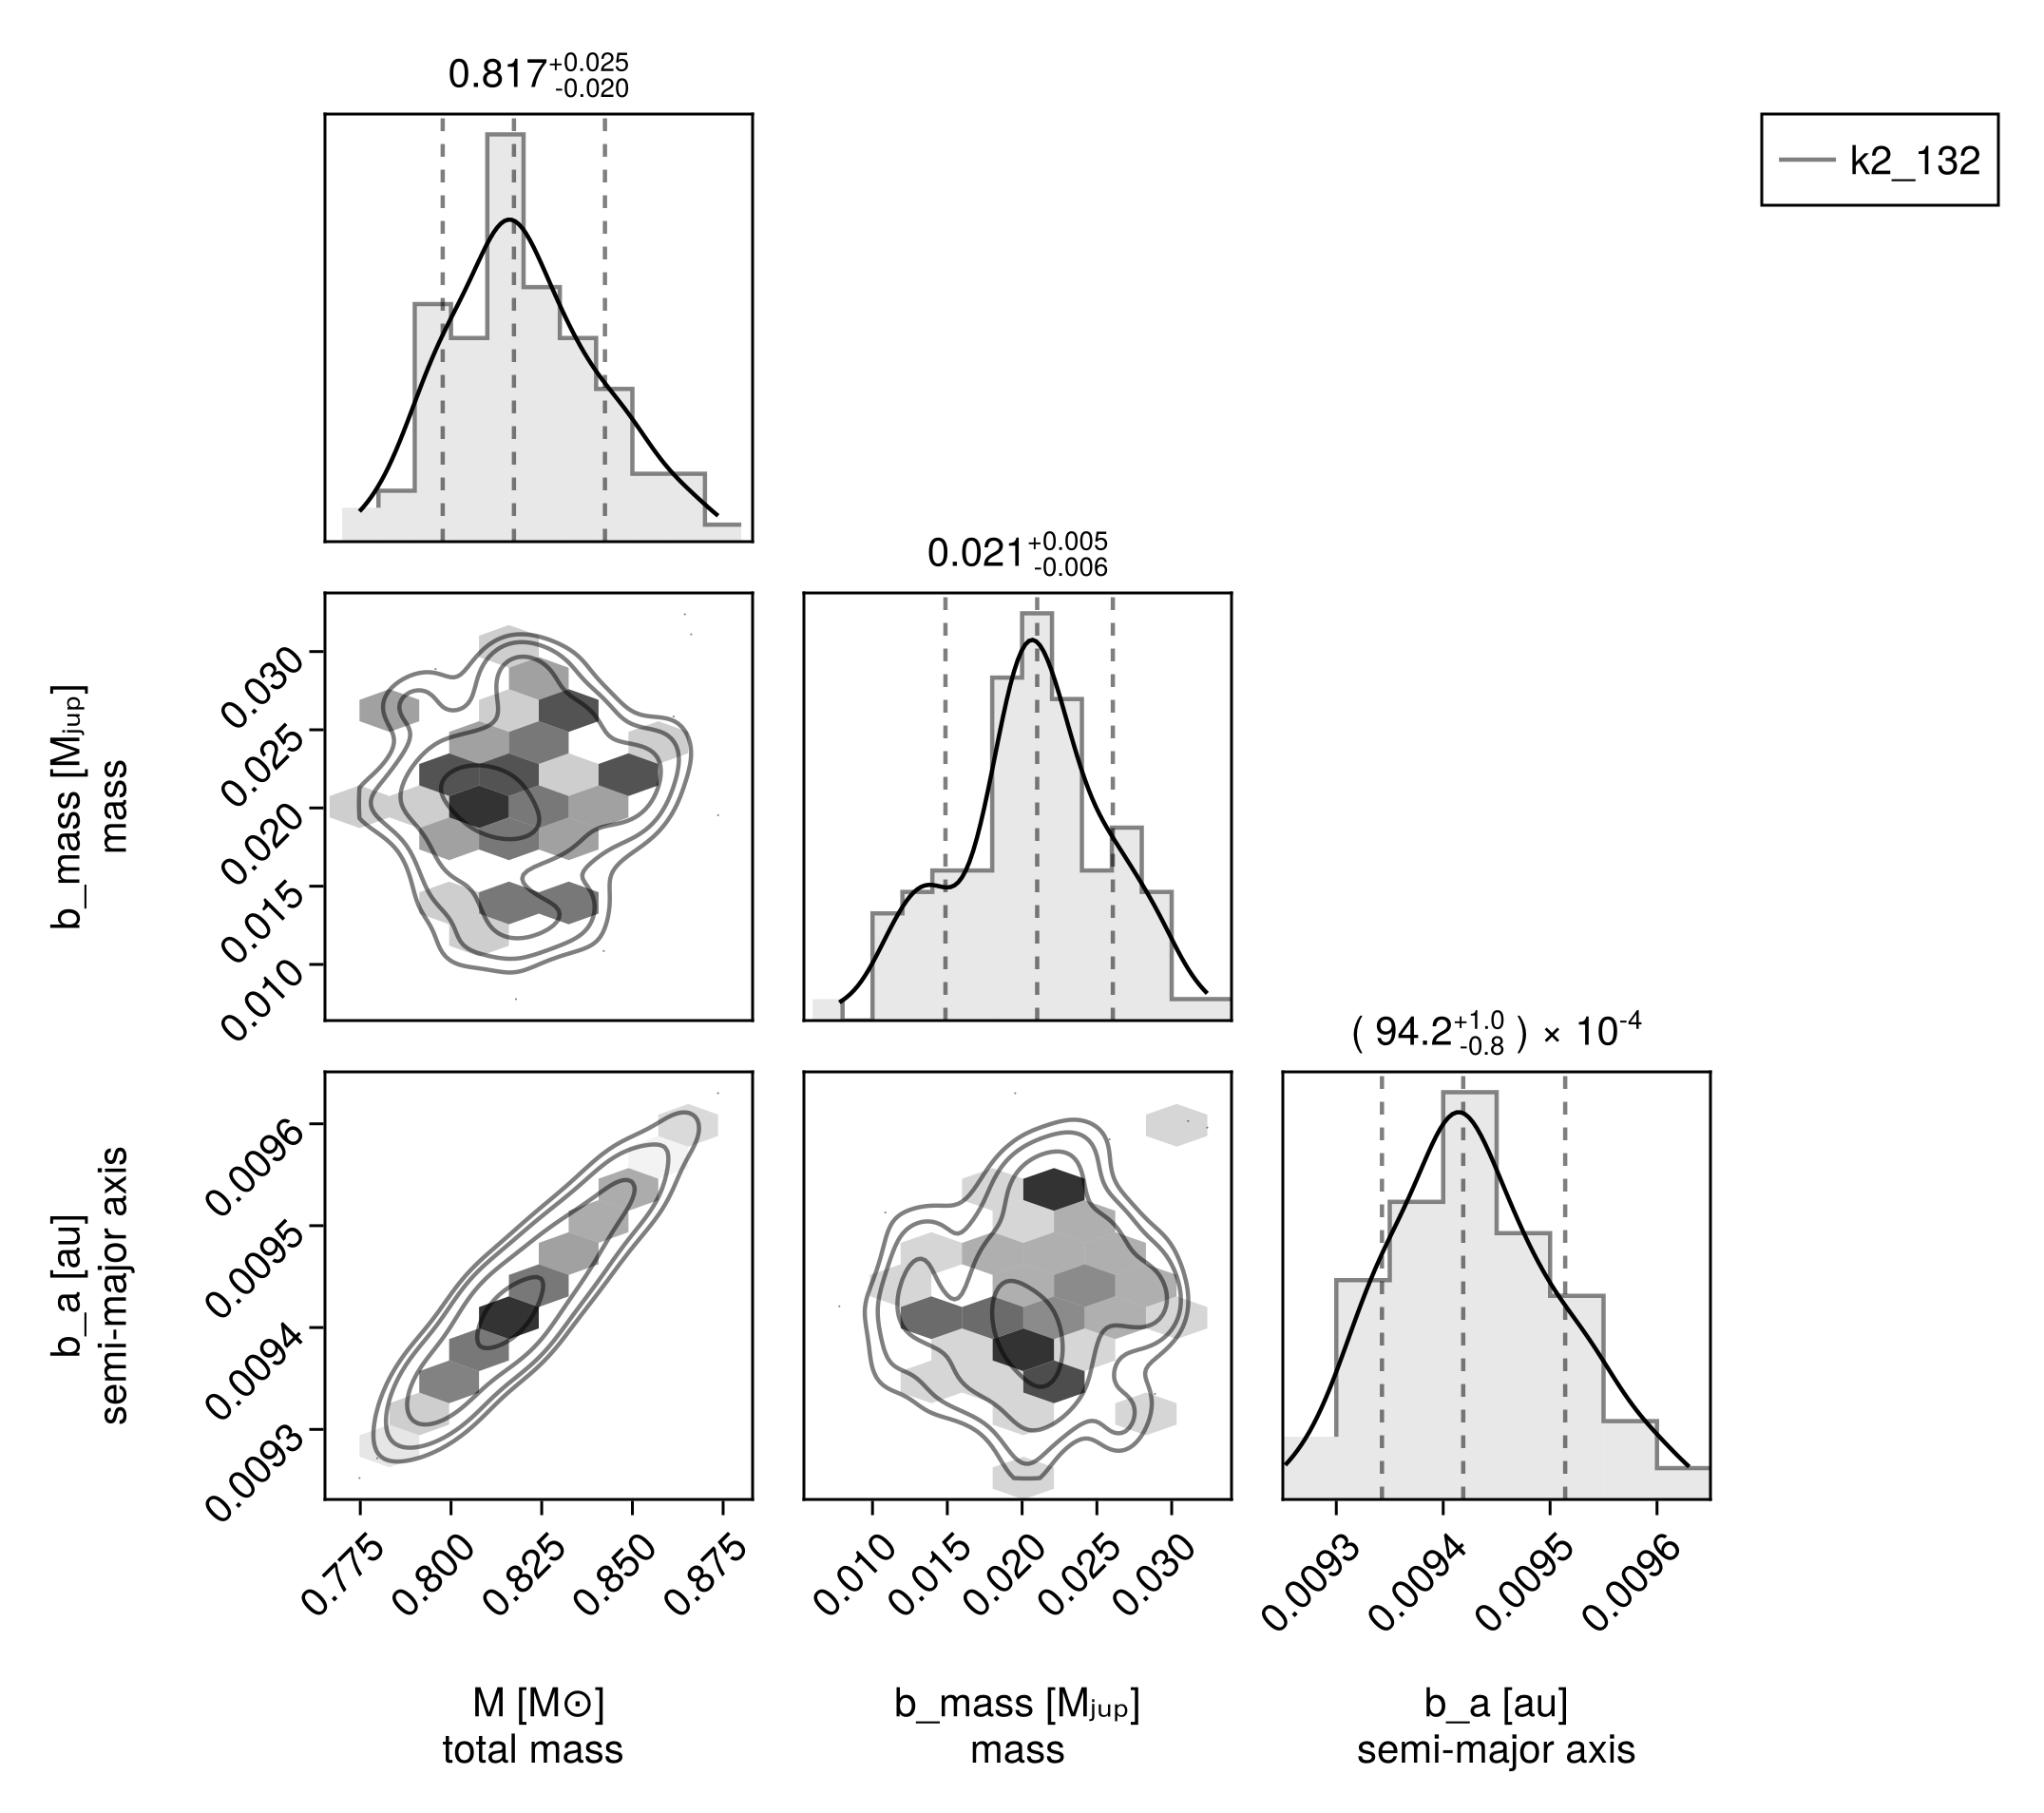 0.817+0.025
-0.020
k2_132
0.021+0.005
-0.006
b_mass [Mⱼᵤₚ]
mass
0.030
0.025
0.020
0.015
0.010
( 94.2+1.0
-0.8 ) × 10-4
b_a [au]
semi-major axis
0.0096
0.0095
0.0094
0.0093
0.775 0.800 0.825 0.850 0.875
0.010 0.015 0.020 0.025 0.030
0.0093 0.0094 0.0095 0.0096
M [M⊙]
total mass
b_mass [Mⱼᵤₚ]
mass
b_a [au]
semi-major axis